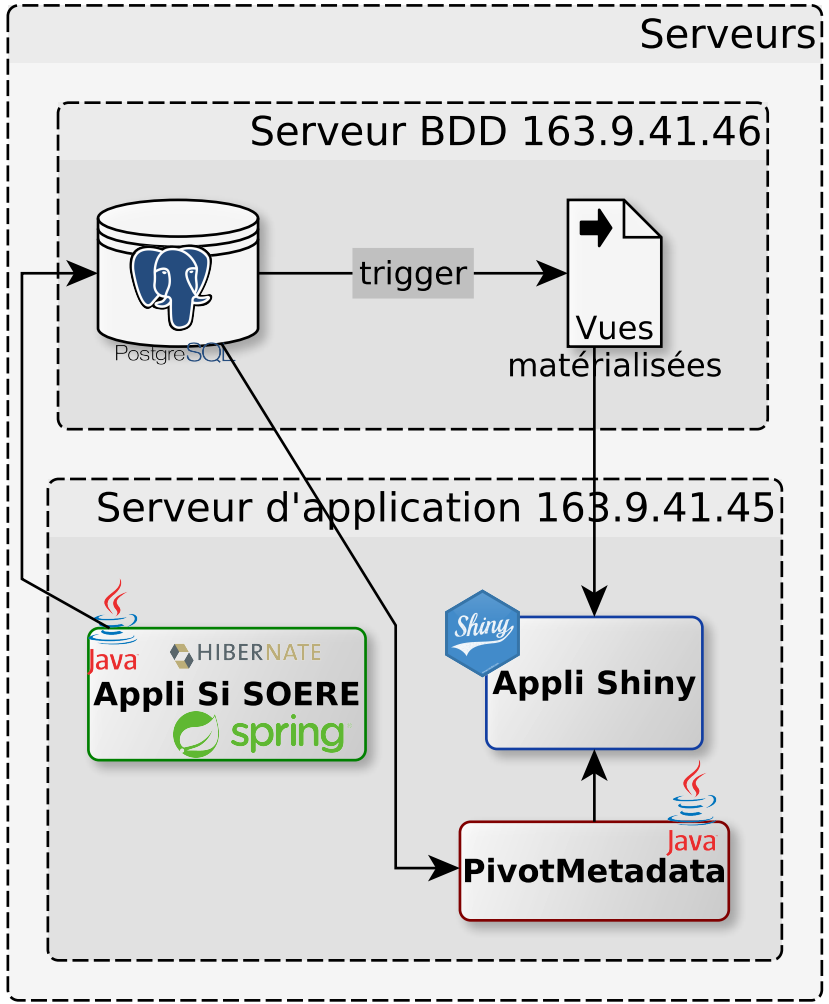 Serveurs
Serveur BDD 163.9.41.46
trigger
Vues
matérialisées
PostgreSQL
Serveur d'application 163.9.41.45
Java
HIBERNATE
Appli Si SOERE
spring
Shiny
Appli Shiny
Java
PivotMetadata